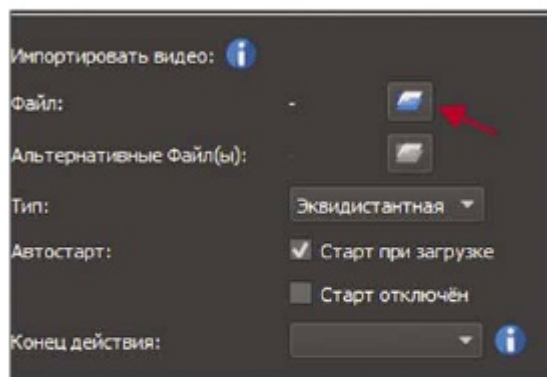 Импортировать видео:
Файл: -
Альтернативные Файл(ы): -
Тип: Эквидистантная
Автостарт: Старт при загрузке
Старт отключён
Конец действия: